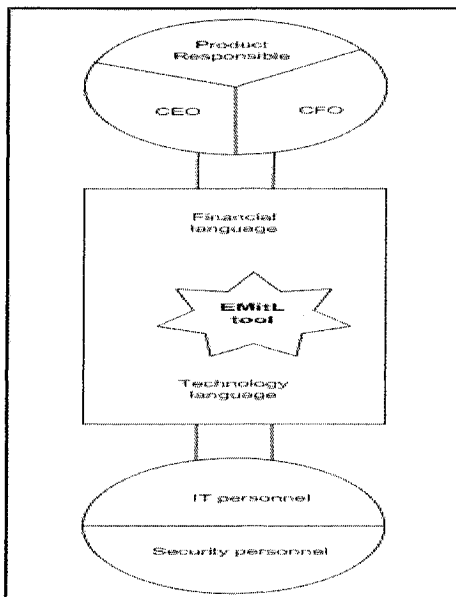 Product
Responsible
CEO
CFO
Financial
language
EMitL
tool
Technology
language
IT personnel
Security personnel